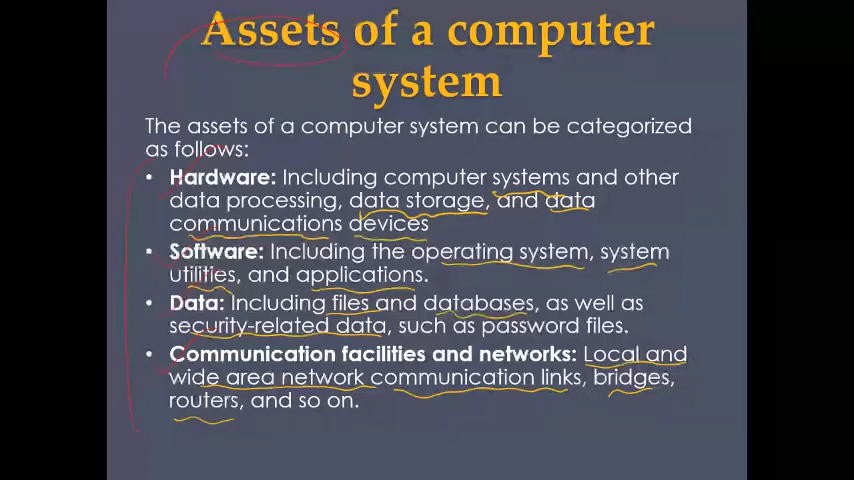 Assets of a computer
system
The assets of a computer system can be categorized
as follows:
• Hardware: Including computer systems and other
data processing, data storage, and data
communications devices
• Software: Including the operating system, system
utilities, and applications.
• Data: Including files and databases, as well as
security-related data, such as password files.
• Communication facilities and networks: Local and
wide area network communication links, bridges,
routers, and so on.